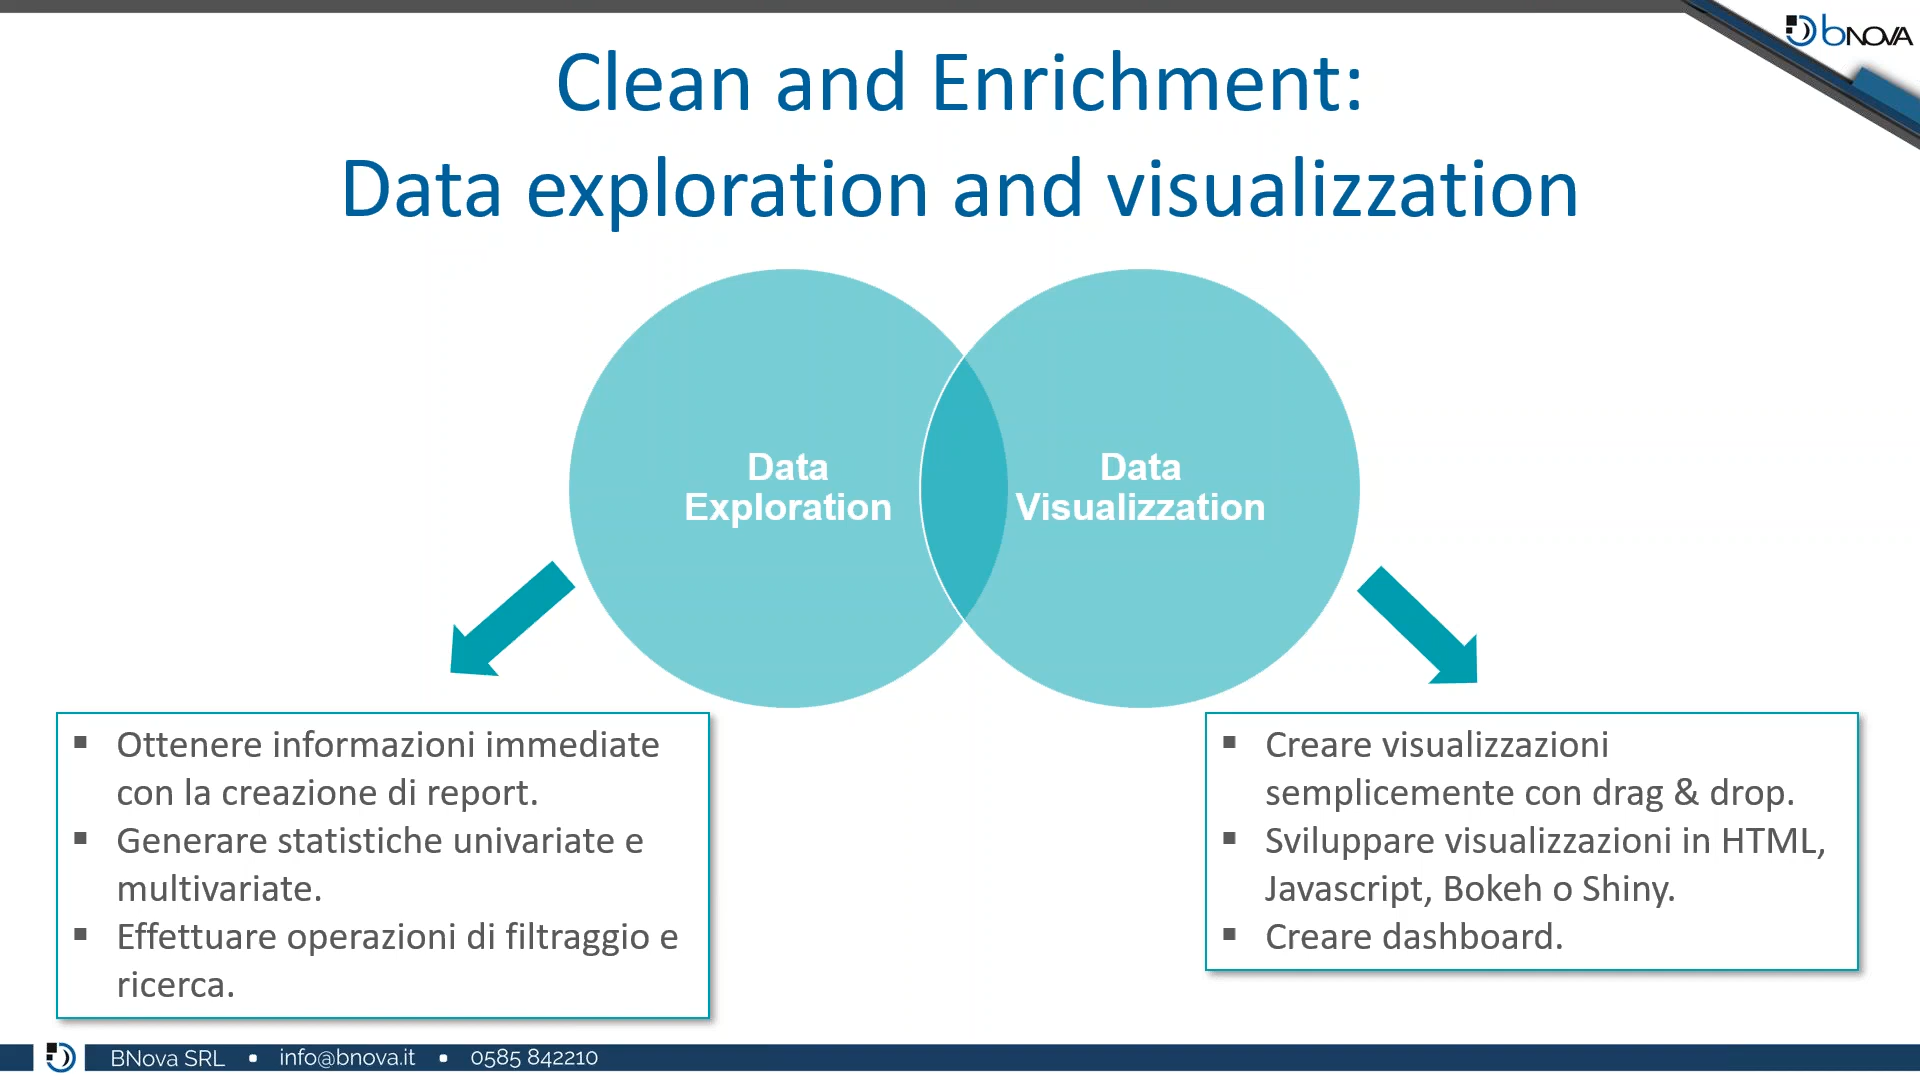 bNOVA
Clean and Enrichment:
Data exploration and visualizzation
Data
Exploration
Data
Visualizzation
▪ Ottenere informazioni immediate
con la creazione di report.
▪ Generare statistiche univariate e
multivariate.
▪ Effettuare operazioni di filtraggio e
ricerca.
▪ Creare visualizzazioni
semplicemente con drag & drop.
▪ Sviluppare visualizzazioni in HTML,
Javascript, Bokeh o Shiny.
▪ Creare dashboard.
BNova SRL • info@bnova.it • 0585 842210